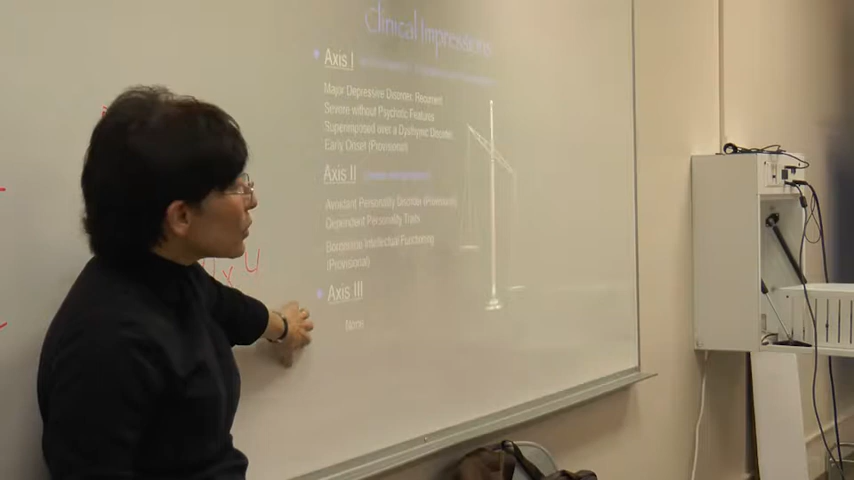 Clinical Impressions
Axis I
Major Depressive Disorder, Recurrent
Severe without Psychotic Features
Superimposed over a Dysthymic Disorder
Early Onset (Provisional)
Axis II
Avoidant Personality Disorder (Provisional)
Dependent Personality Traits
Borderline Intellectual Functioning
(Provisional)
x 4
Axis III
None